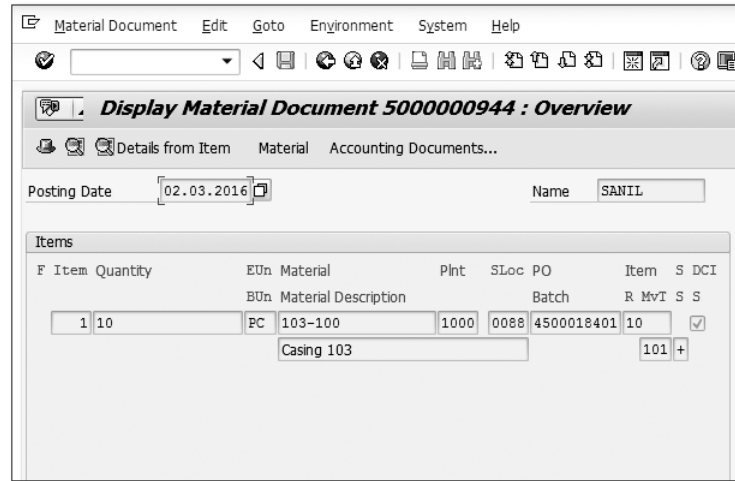 Material Document Edit Goto Environment System Help
Display Material Document 5000000944 : Overview
Details from Item Material Accounting Documents...
Posting Date 02.03.2016 Name SANIL
Items
F Item Quantity EUn Material Plnt SLoc PO Item S DCI
BUn Material Description Batch R MvT S S
1 10 PC 103-100 1000 0088 4500018401 10
Casing 103 101 +